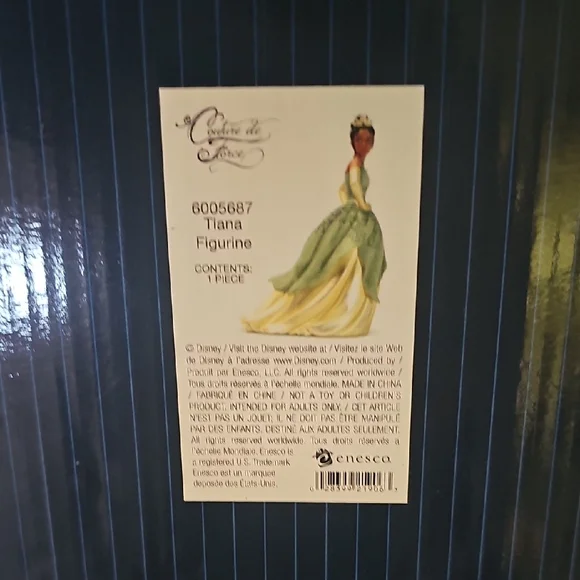 Couture de
Force
6005687
Tiana
Figurine
CONTENTS:
1 PIECE
© Disney / Visit the Disney website at / Visitez le site Web
de Disney à l'adresse www.Disney.com / Produced by /
Produit par Enesco, LLC. All rights reserved worldwide /
Tous droits réservés à l'échelle mondiale. MADE IN CHINA
/ FABRIQUÉ EN CHINE / NOT A TOY OR CHILDREN'S
PRODUCT. INTENDED FOR ADULTS ONLY. / CET ARTICLE
N'EST PAS UN JOUET; IL NE DOIT PAS ÊTRE MANIPULÉ
PAR DES ENFANTS. DESTINÉ AUX ADULTES SEULEMENT.
All rights reserved worldwide. Tous droits réservés à
l'échelle Mondiale. Enesco is
a registered U.S. Trademark
Enesco est un marquee
deposée des États-Unis.
enesco
28399 21906